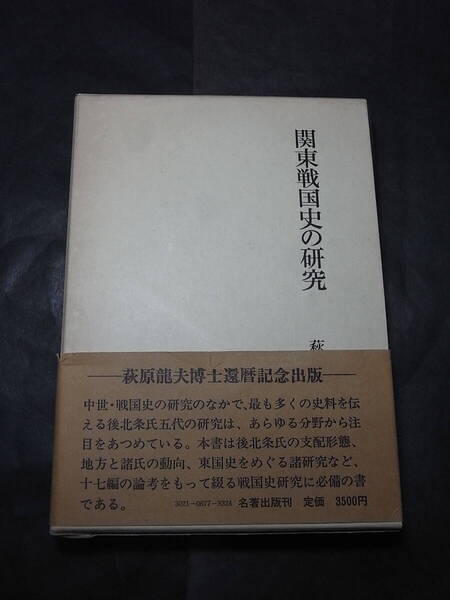 関東戦国史の研究
萩
——萩原龍夫博士還暦記念出版——
中世・戦国史の研究のなかで、最も多くの史料を伝
える後北条氏五代の研究は、あらゆる分野から注
目をあつめている。本書は後北条氏の支配形態、
地方と諸氏の動向、東国史をめぐる諸研究など、
十七編の論考をもって綴る戦国史研究に必備の書
である。 3021-0677-8324 名著出版刊 定価 3500円